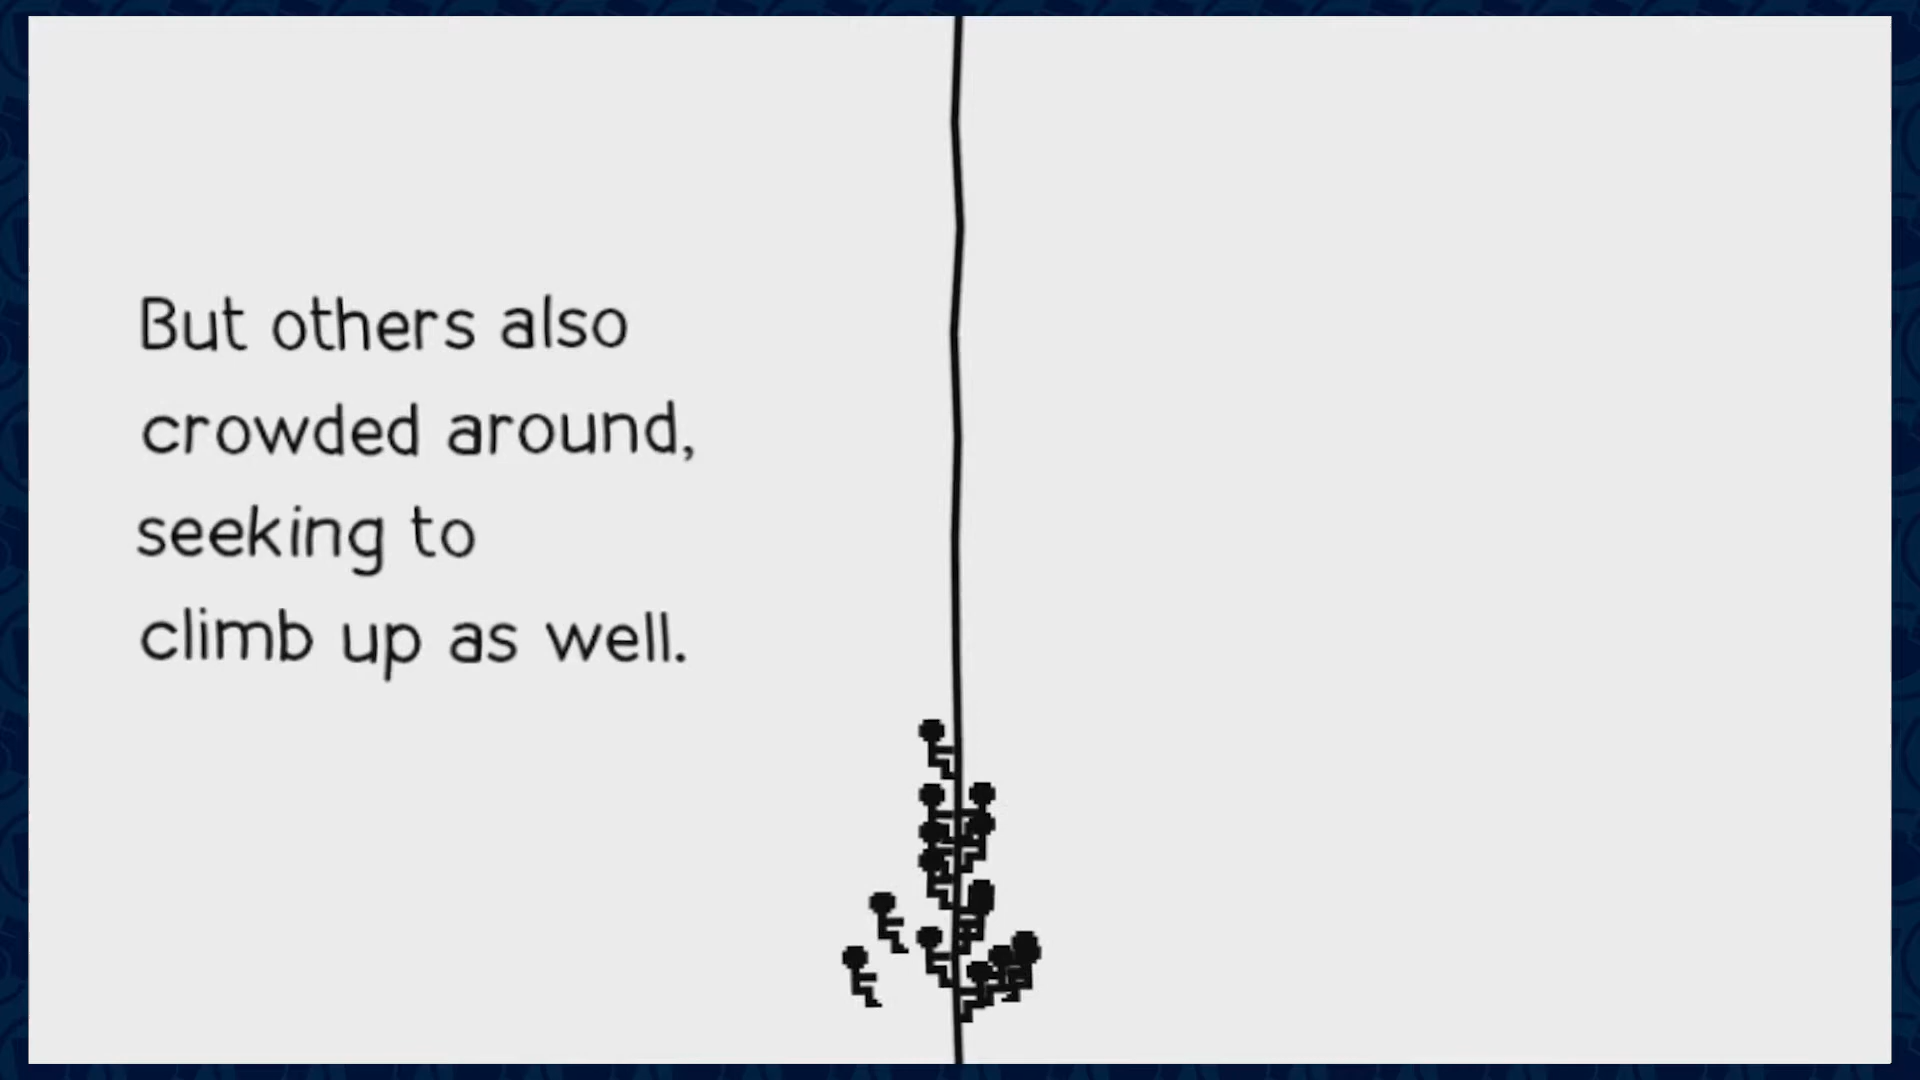 But others also
crowded around,
seeking to
climb up as well.